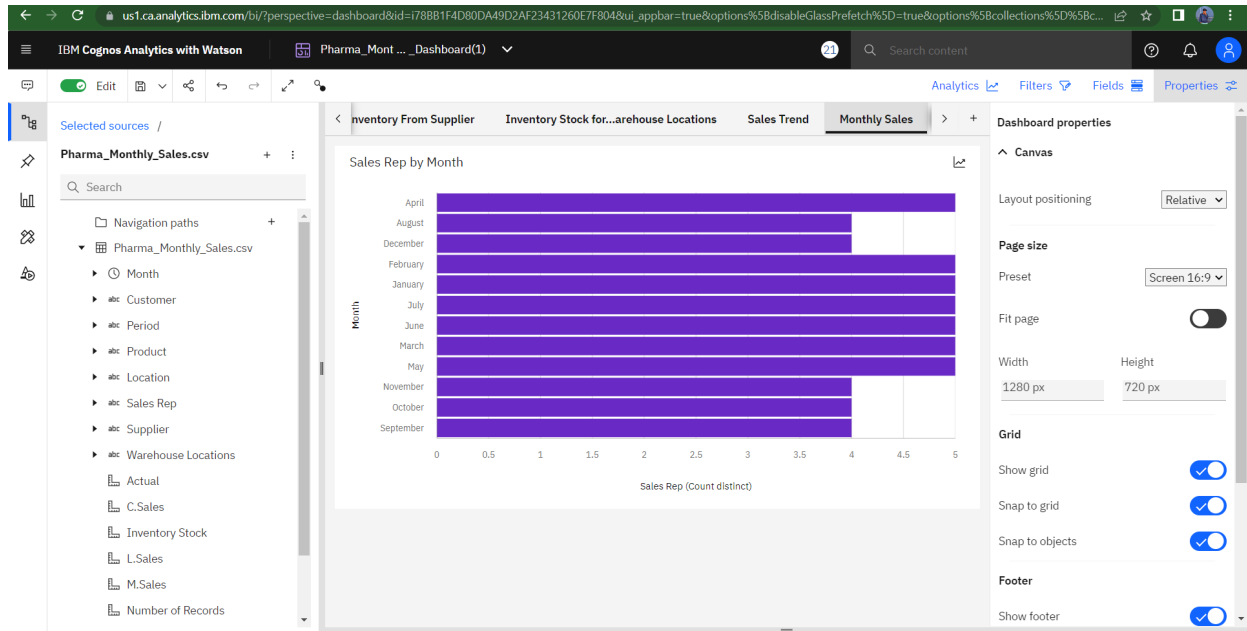 us1.ca.analytics.ibm.com/bi/?perspective=dashboard&id=i78BB1F4D80DA49D2AF23431260E7F804&ui_appbar=true&options%5BdisableGlassPrefetch%5D=true&options%5Bcollections%5D%5Bc...
IBM Cognos Analytics with Watson
Pharma_Mont ... _Dashboard(1)
21
Search content
Edit
Analytics
Filters
Fields
Properties
Selected sources /
Pharma_Monthly_Sales.csv
Search
Navigation paths
Pharma_Monthly_Sales.csv
Month
abc Customer
abc Period
abc Product
abc Location
abc Sales Rep
abc Supplier
abc Warehouse Locations
Actual
C.Sales
Inventory Stock
L.Sales
M.Sales
Number of Records
nventory From Supplier
Inventory Stock for...arehouse Locations
Sales Trend
Monthly Sales
Sales Rep by Month
Month
April
August
December
February
January
July
June
March
May
November
October
September
0 0.5 1 1.5 2 2.5 3 3.5 4 4.5 5
Sales Rep (Count distinct)
Dashboard properties
Canvas
Layout positioning Relative
Page size
Preset Screen 16:9
Fit page
Width Height
1280 px 720 px
Grid
Show grid
Snap to grid
Snap to objects
Footer
Show footer